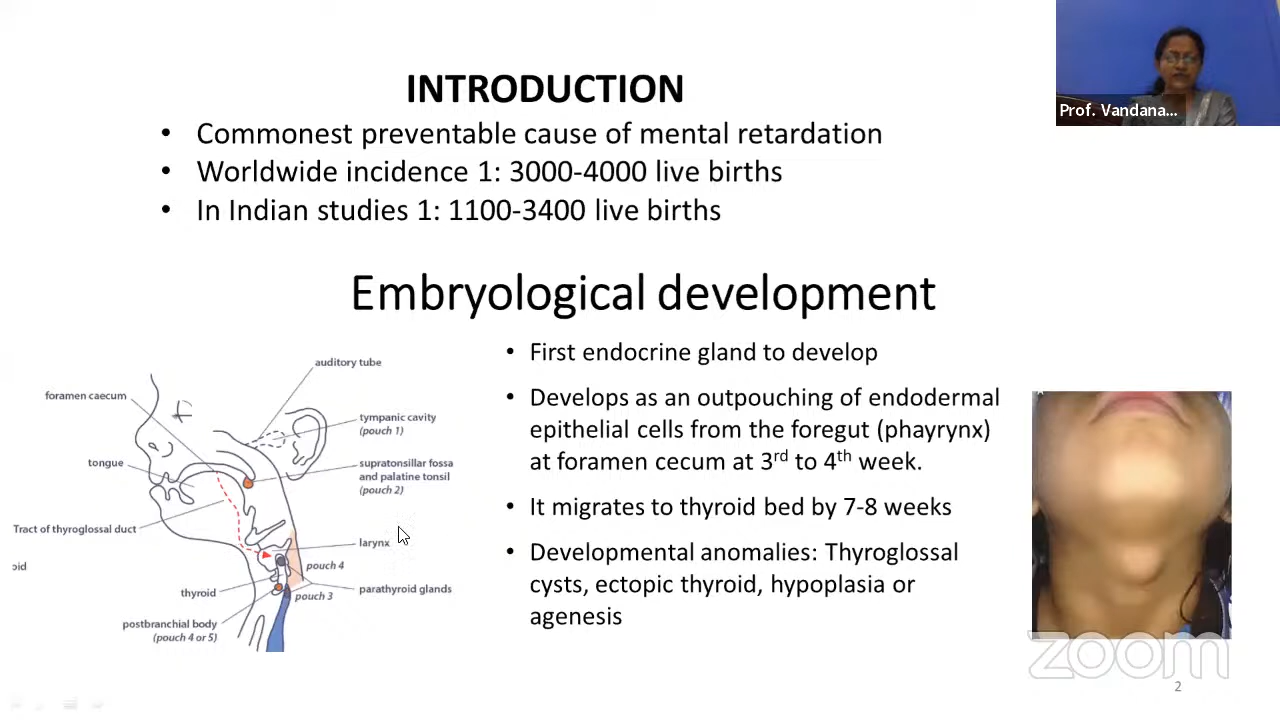 Prof. Vandana...
INTRODUCTION
• Commonest preventable cause of mental retardation
• Worldwide incidence 1: 3000-4000 live births
• In Indian studies 1: 1100-3400 live births
Embryological development
• First endocrine gland to develop
• Develops as an outpouching of endodermal
epithelial cells from the foregut (phayrynx)
at foramen cecum at 3rd to 4th week.
• It migrates to thyroid bed by 7-8 weeks
• Developmental anomalies: Thyroglossal
cysts, ectopic thyroid, hypoplasia or
agenesis
auditory tube
foramen caecum
tympanic cavity
(pouch 1)
tongue
supratonsillar fossa
and palatine tonsil
(pouch 2)
Tract of thyroglossal duct
larynx
oid
pouch 4
thyroid
parathyroid glands
pouch 3
postbranchial body
(pouch 4 or 5)
zoom
2